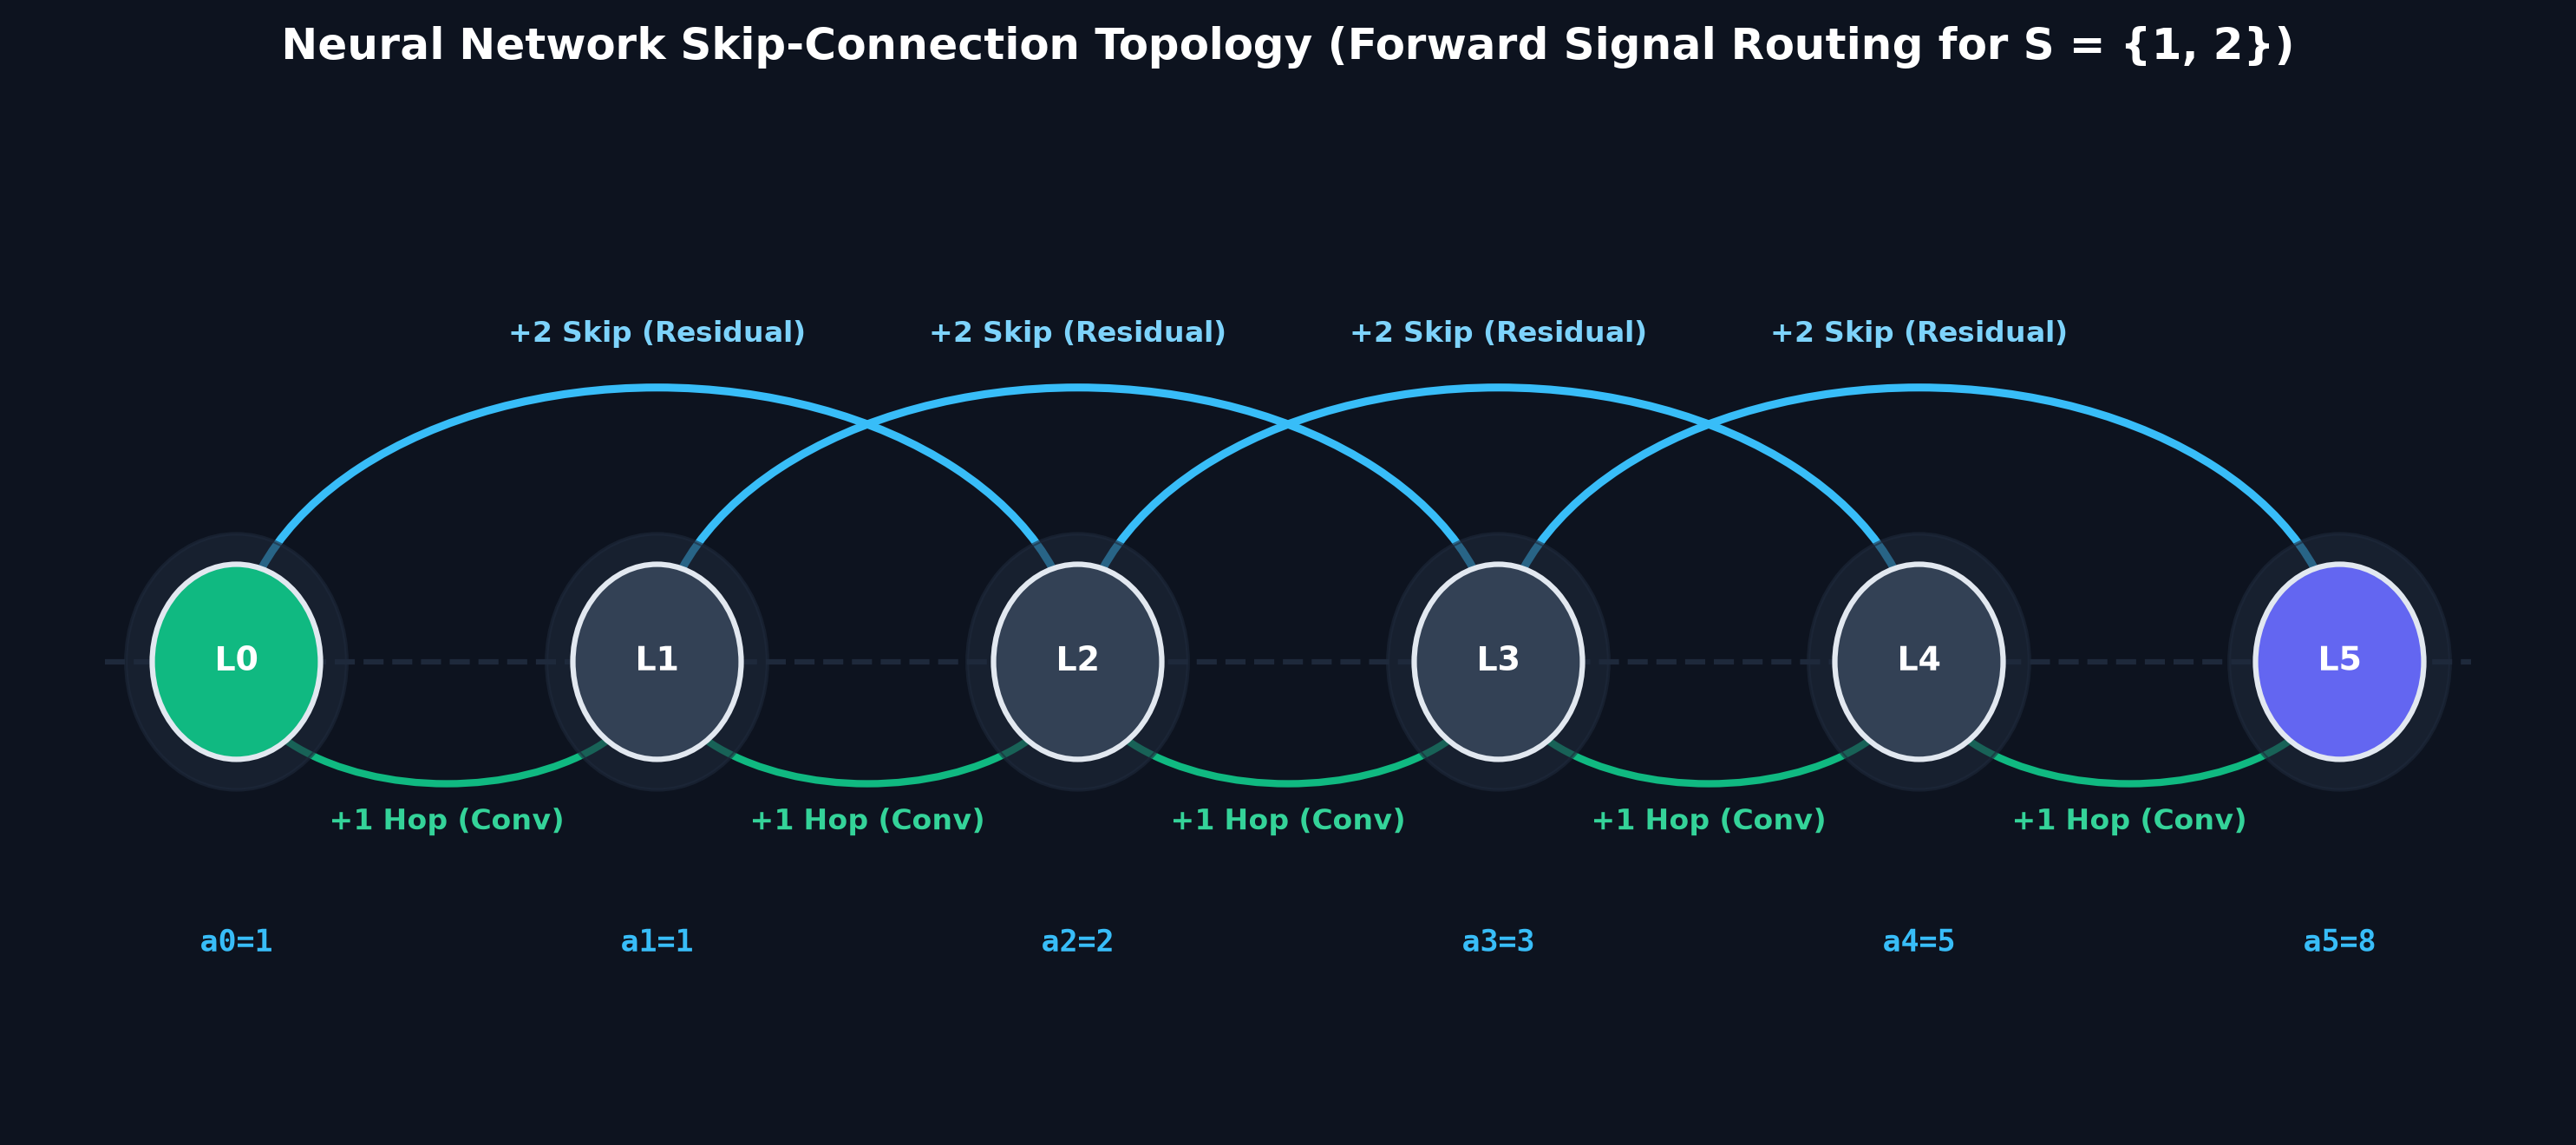 Neural Network Skip-Connection Topology (Forward Signal Routing for S = {1, 2})
+2 Skip (Residual) +2 Skip (Residual) +2 Skip (Residual) +2 Skip (Residual)
L0 L1 L2 L3 L4 L5
+1 Hop (Conv) +1 Hop (Conv) +1 Hop (Conv) +1 Hop (Conv) +1 Hop (Conv)
a0=1 a1=1 a2=2 a3=3 a4=5 a5=8